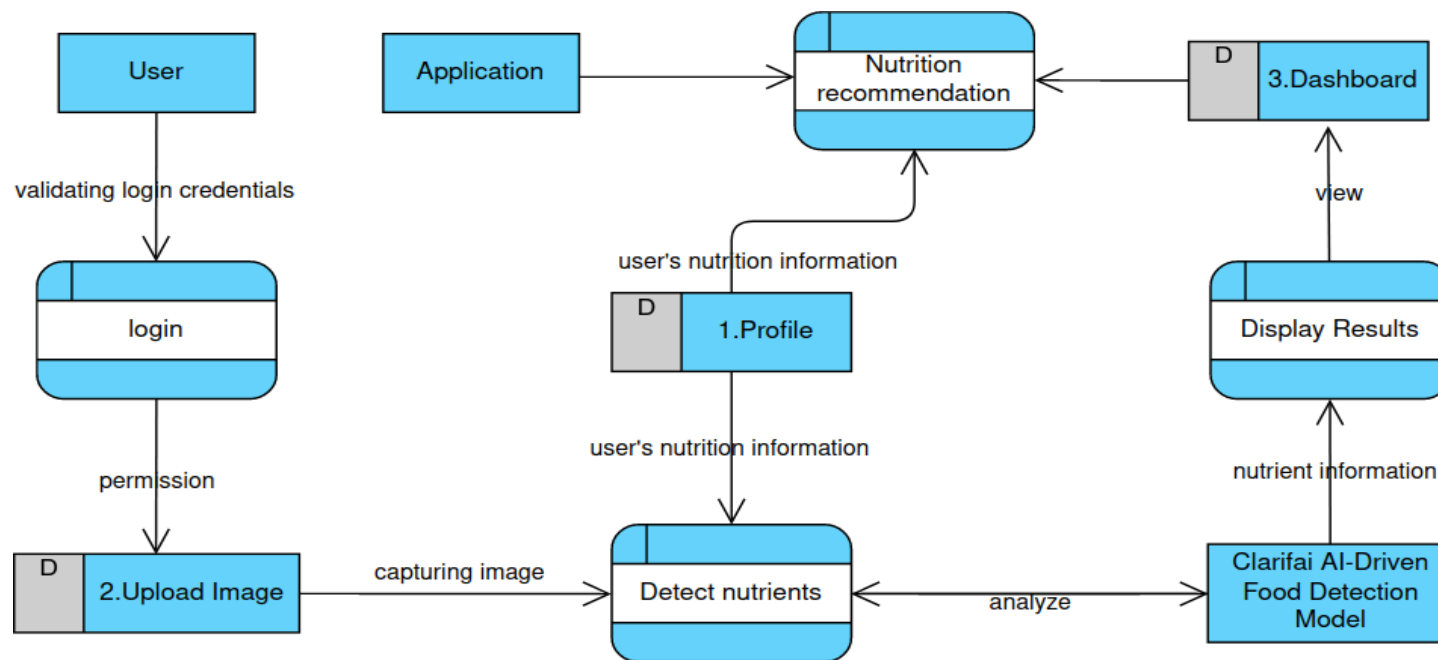 User
Application
Nutrition
recommendation
D
3.Dashboard
validating login credentials
view
user's nutrition information
login
D
1.Profile
Display Results
user's nutrition information
permission
nutrient information
D
2.Upload Image
capturing image
Detect nutrients
analyze
Clarifai AI-Driven
Food Detection
Model